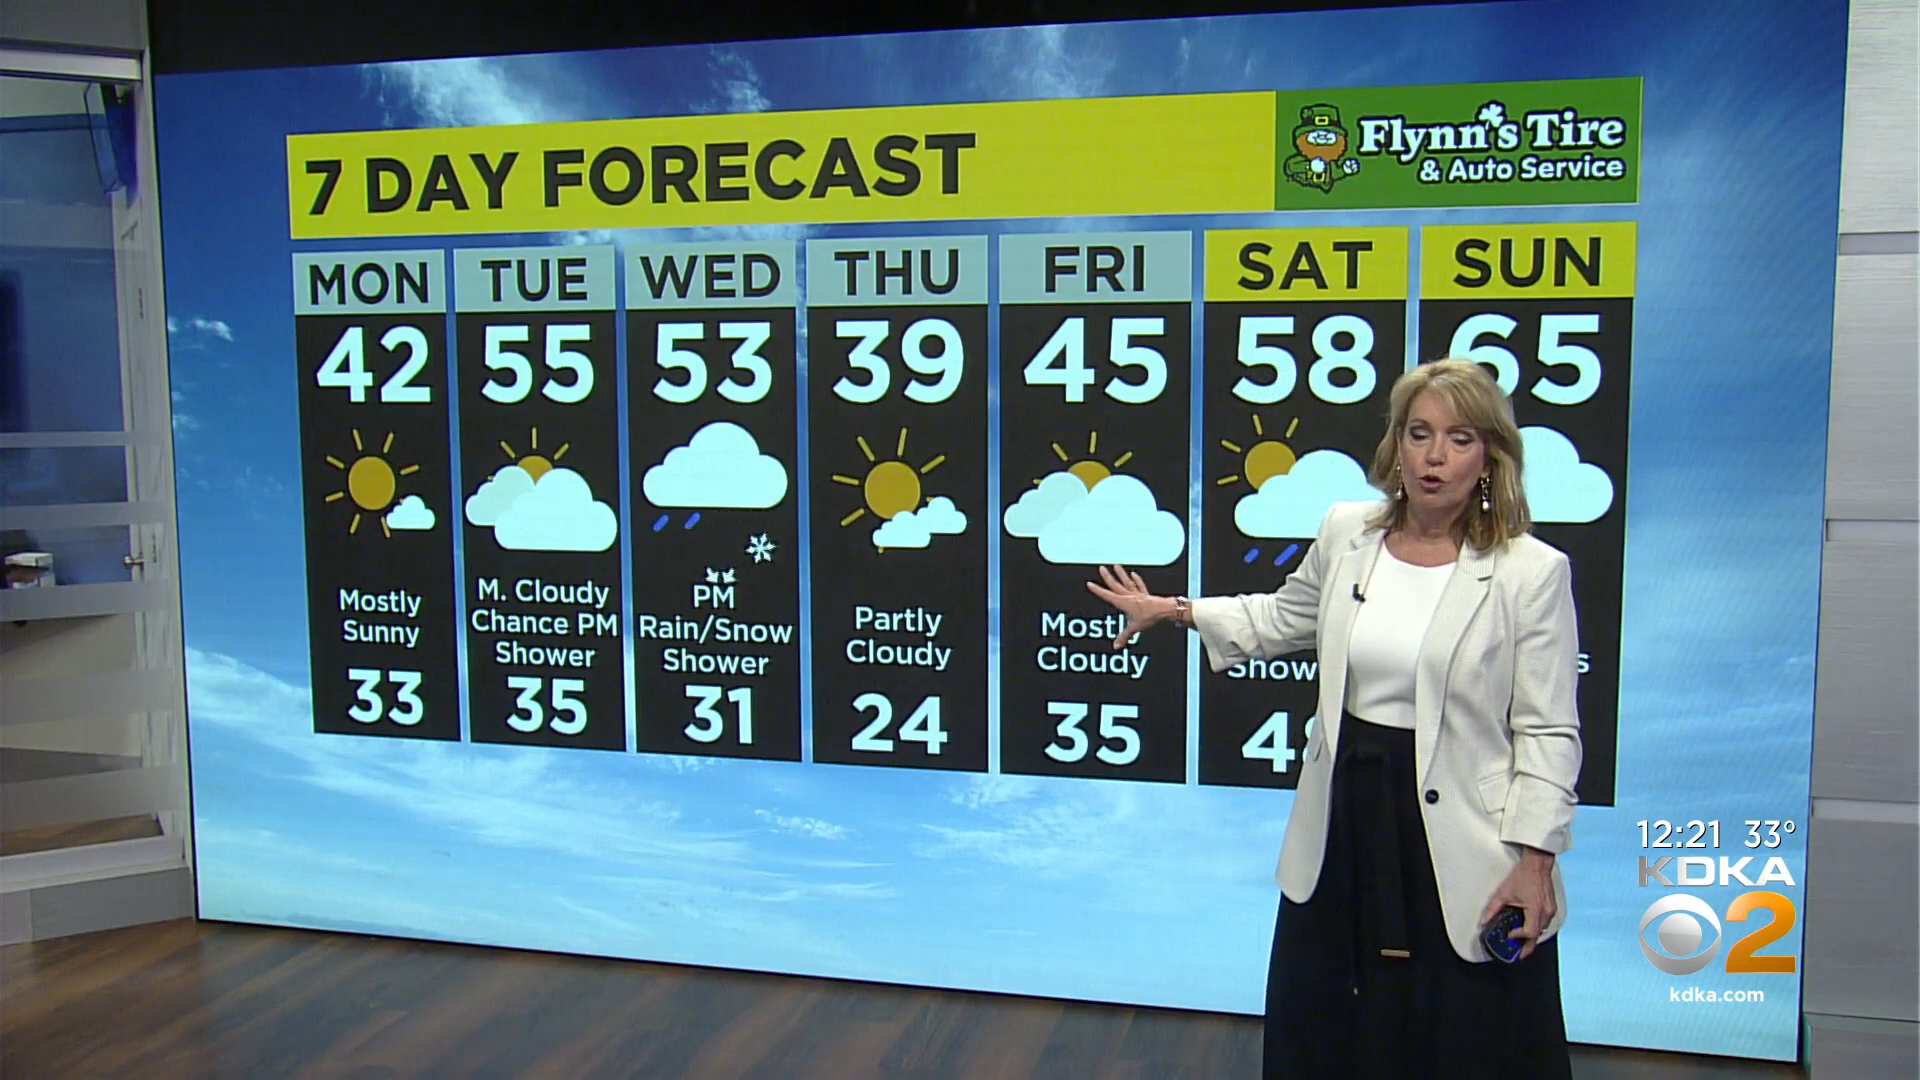 7 DAY FORECAST
Flynn's Tire
& Auto Service
MON
42
Mostly
Sunny
33
TUE
55
M. Cloudy
Chance PM
Shower
35
WED
53
PM
Rain/Snow
Shower
31
THU
39
Partly
Cloudy
24
FRI
45
Mostly
Cloudy
35
SAT
58
SUN
65
12:21 33°
KDKA
2
kdka.com